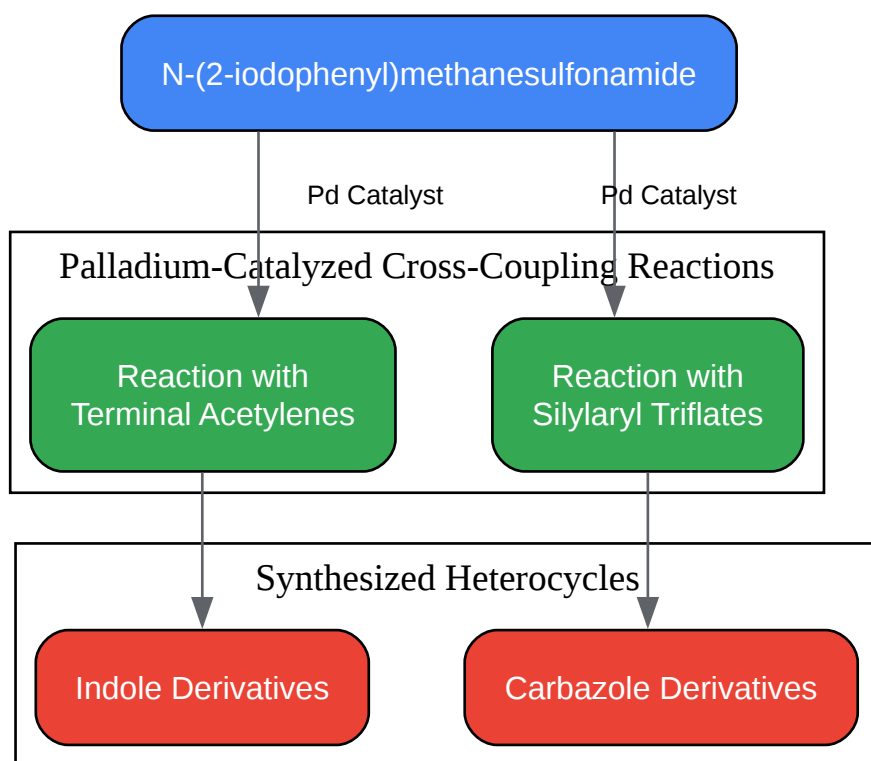 N-(2-iodophenyl)methanesulfonamide
Pd Catalyst
Pd Catalyst
Palladium-Catalyzed Cross-Coupling Reactions
Reaction with
Terminal Acetylenes
Reaction with
Silylaryl Triflates
Synthesized Heterocycles
Indole Derivatives
Carbazole Derivatives